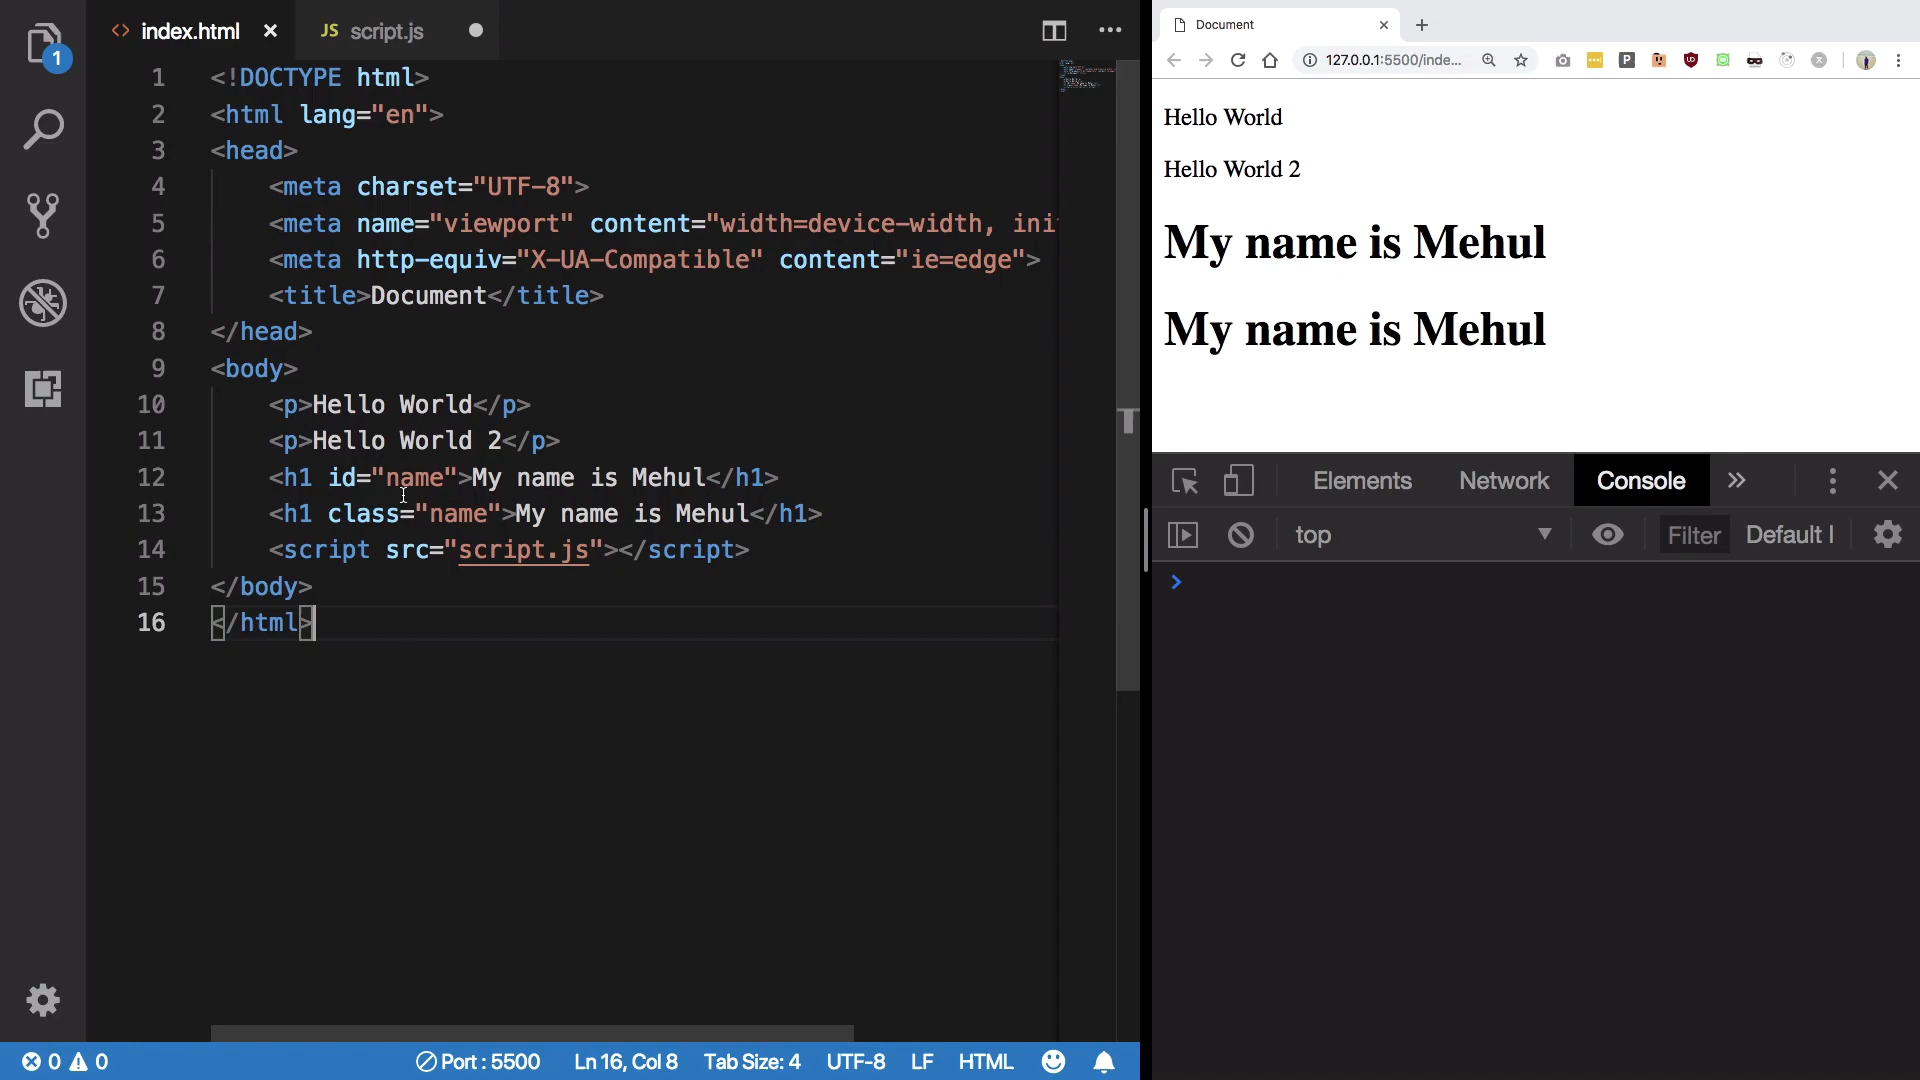 1
index.html
JS script.js
1 <!DOCTYPE html>
2 <html lang="en">
3 <head>
4 <meta charset="UTF-8">
5 <meta name="viewport" content="width=device-width, ini
6 <meta http-equiv="X-UA-Compatible" content="ie=edge">
7 <title>Document</title>
8 </head>
9 <body>
10 <p>Hello World</p>
11 <p>Hello World 2</p>
12 <h1 id="name">My name is Mehul</h1>
13 <h1 class="name">My name is Mehul</h1>
14 <script src="script.js"></script>
15 </body>
16 </html>
0 0 Port : 5500 Ln 16, Col 8 Tab Size: 4 UTF-8 LF HTML
Document
127.0.0.1:5500/inde...
Hello World
Hello World 2
My name is Mehul
My name is Mehul
Elements Network Console »
top Filter Default l